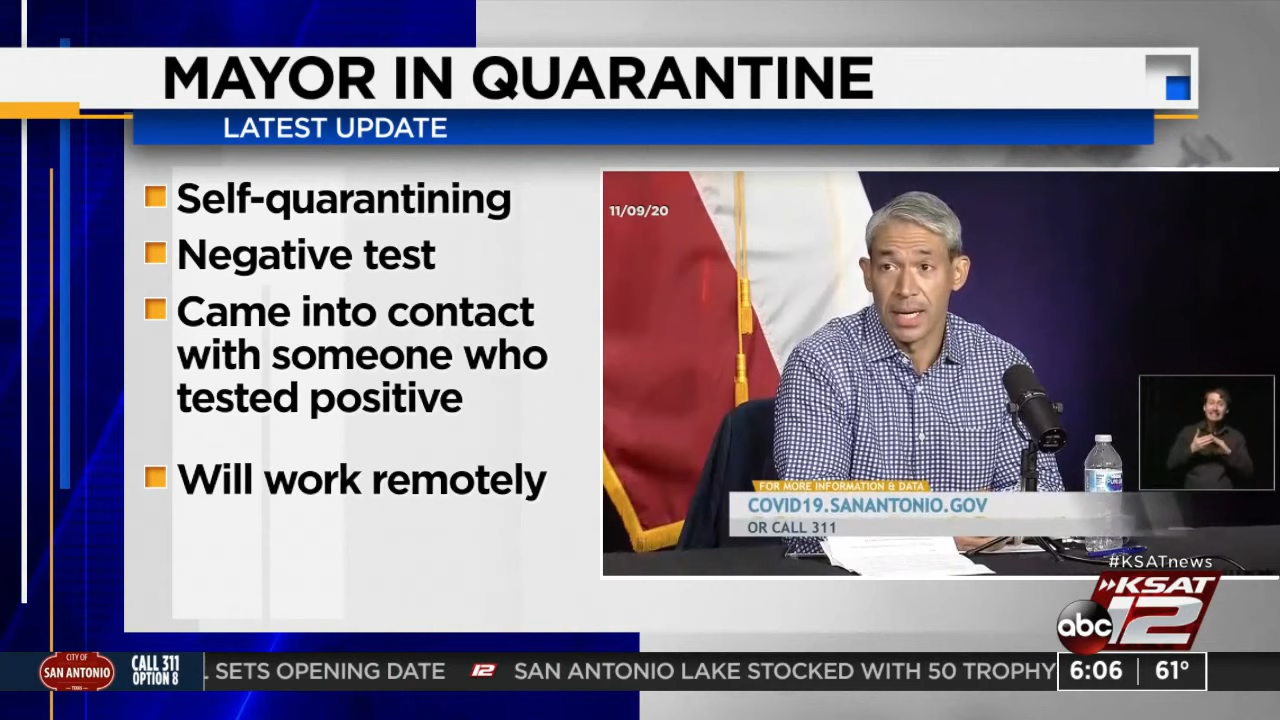 MAYOR IN QUARANTINE
LATEST UPDATE
Self-quarantining
Negative test
Came into contact
with someone who
tested positive
Will work remotely
11/09/20
FOR MORE INFORMATION & DATA
COVID19.SANANTONIO.GOV
OR CALL 311
#KSATnews
KSAT
abc 12
CITY OF
SAN ANTONIO
TEXAS
CALL 311
OPTION 8
SETS OPENING DATE 12 SAN ANTONIO LAKE STOCKED WITH 50 TROPHY
6:06 61°